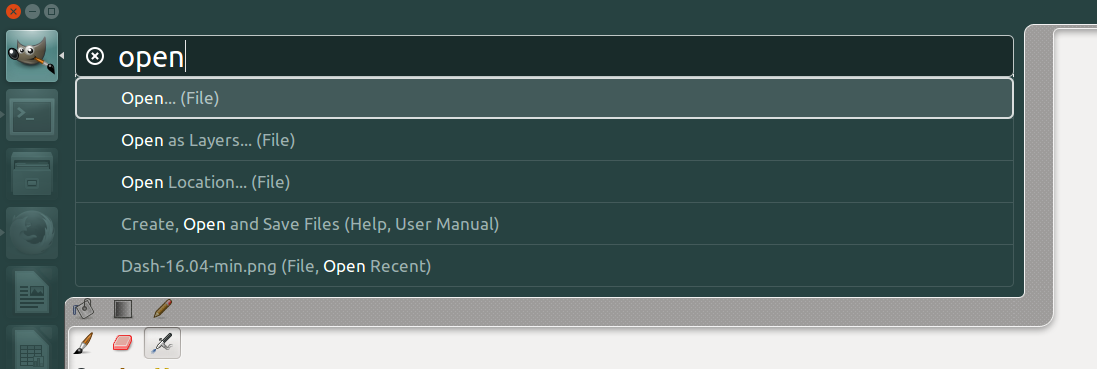 open
Open... (File)
Open as Layers... (File)
Open Location... (File)
Create, Open and Save Files (Help, User Manual)
Dash-16.04-min.png (File, Open Recent)